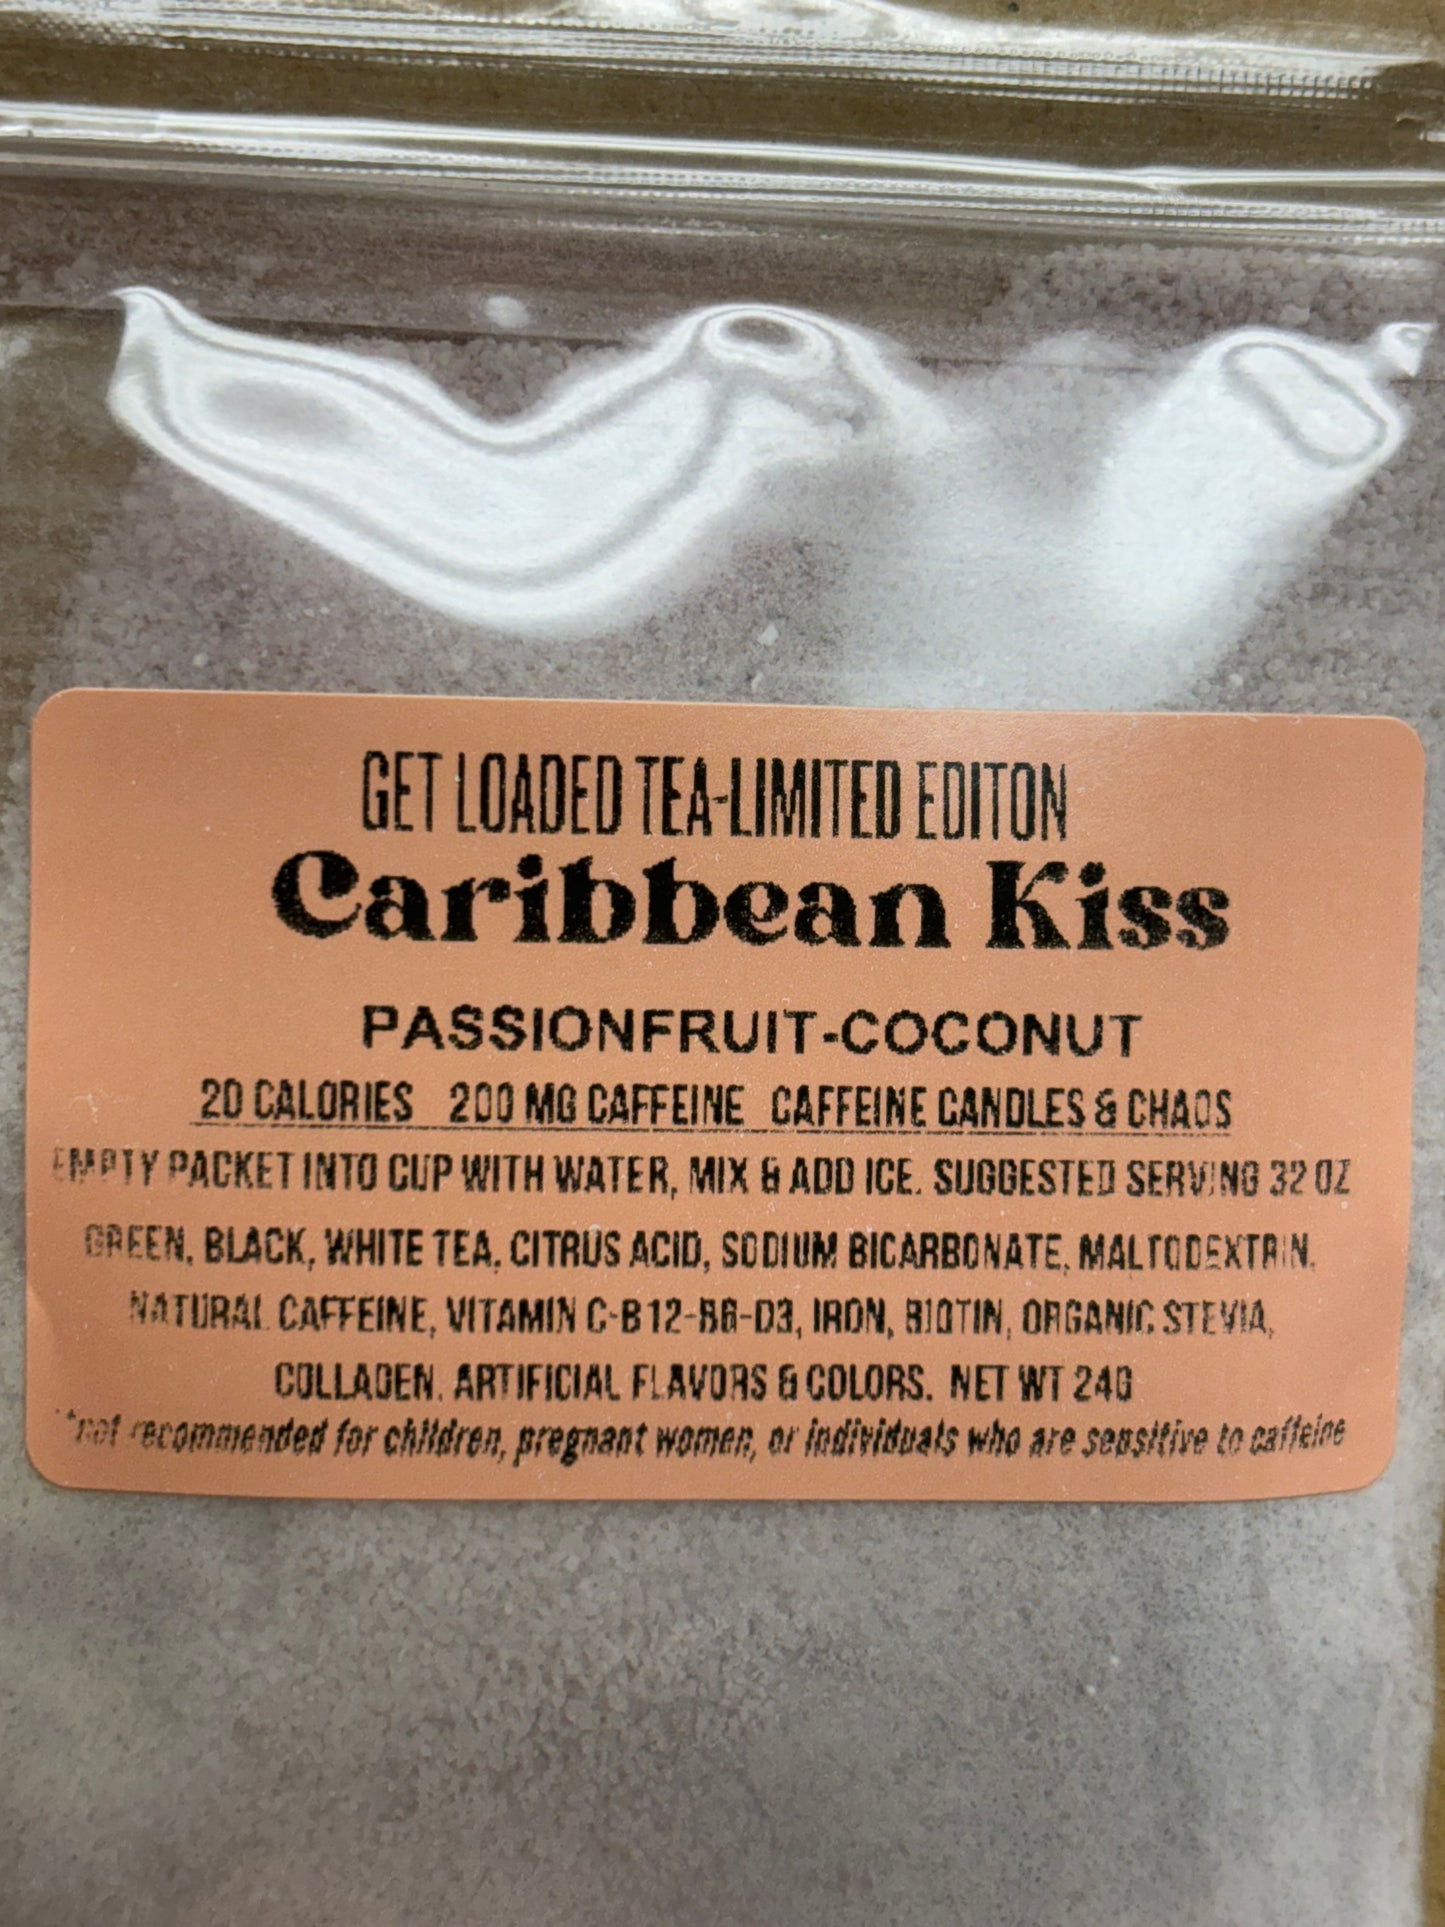 GET LOADED TEA-LIMITED EDITON
Caribbean Kiss
PASSIONFRUIT-COCONUT
20 CALORIES 200 MG CAFFEINE CAFFEINE CANDLES & CHAOS
EMPTY PACKET INTO CUP WITH WATER, MIX & ADD ICE. SUGGESTED SERVING 32 OZ
GREEN, BLACK, WHITE TEA, CITRUS ACID, SODIUM BICARBONATE, MALTODEXTRIN,
NATURAL CAFFEINE, VITAMIN C-B12-B6-D3, IRON, BIOTIN, ORGANIC STEVIA,
COLLAGEN, ARTIFICIAL FLAVORS & COLORS. NET WT 24G
**not recommended for children, pregnant women, or individuals who are sensitive to caffeine